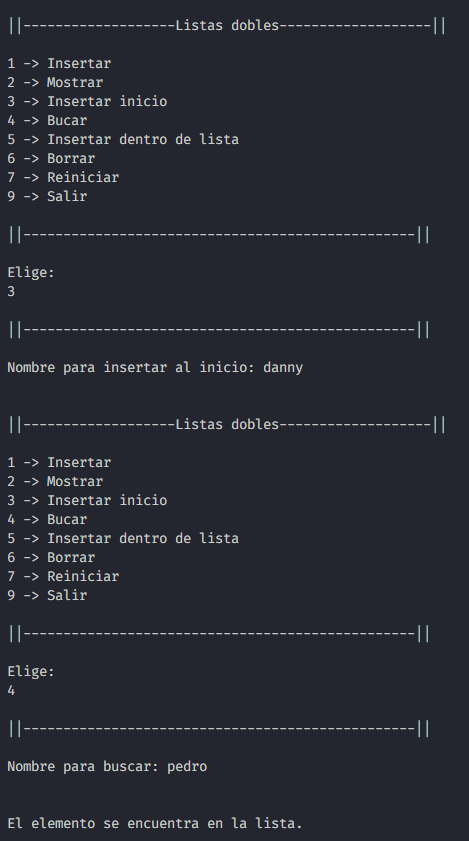 ||-------------------Listas dobles-------------------||
1 -> Insertar
2 -> Mostrar
3 -> Insertar inicio
4 -> Bucar
5 -> Insertar dentro de lista
6 -> Borrar
7 -> Reiniciar
9 -> Salir
||-------------------------------------------------||
Elige:
3
||-------------------------------------------------||
Nombre para insertar al inicio: danny
||-------------------Listas dobles-------------------||
1 -> Insertar
2 -> Mostrar
3 -> Insertar inicio
4 -> Bucar
5 -> Insertar dentro de lista
6 -> Borrar
7 -> Reiniciar
9 -> Salir
||-------------------------------------------------||
Elige:
4
||-------------------------------------------------||
Nombre para buscar: pedro
El elemento se encuentra en la lista.